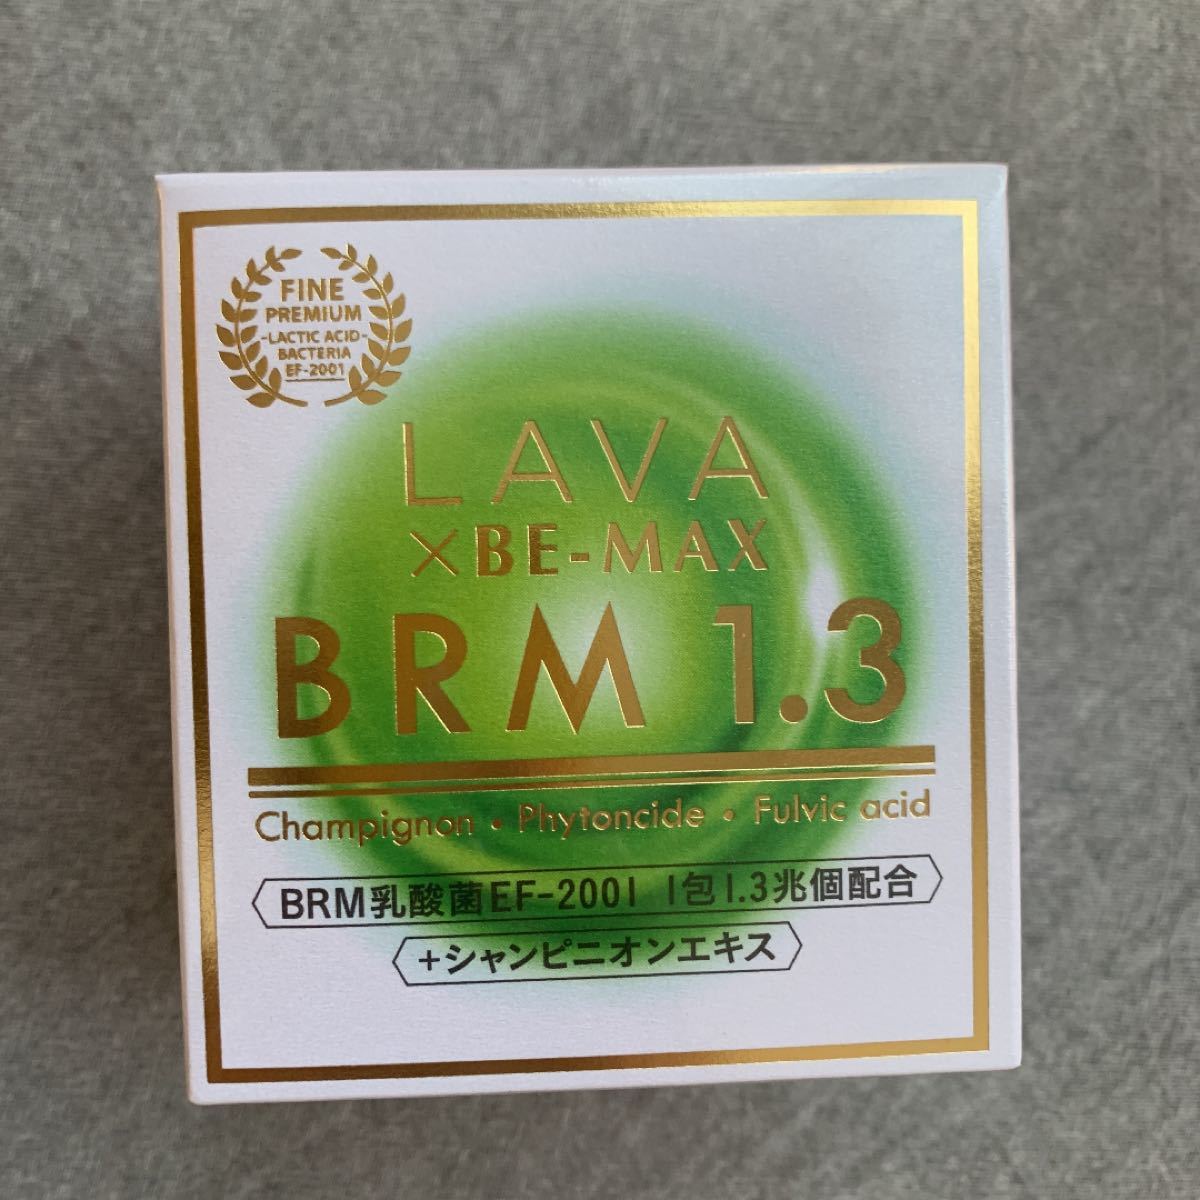 FINE
PREMIUM
-LACTIC ACID-
BACTERIA
EF-2001
LAVA
×BE-MAX
BRM 1.3
Champignon • Phytoncide • Fulvic acid
BRM乳酸菌EF-2001 1包1.3兆個配合
+シャンピニオンエキス